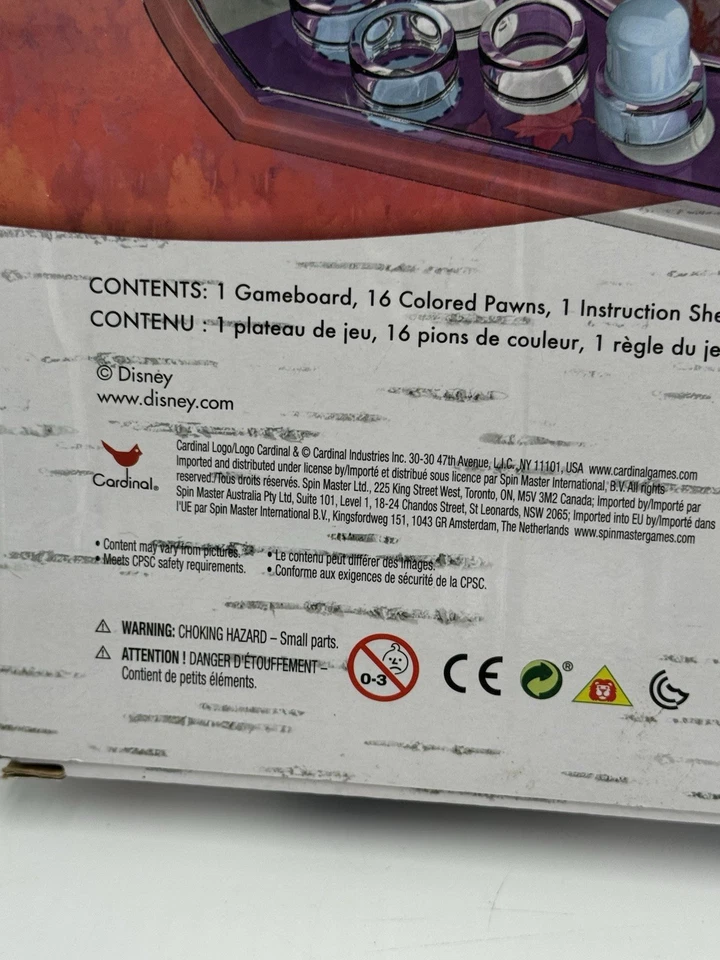 CONTENTS: 1 Gameboard, 16 Colored Pawns, 1 Instruction She
CONTENU : 1 plateau de jeu, 16 pions de couleur, 1 règle du je
© Disney
www.disney.com
Cardinal®
Cardinal Logo/Logo Cardinal & © Cardinal Industries Inc. 30-30 47th Avenue, L.I.C., NY 11101, USA www.cardinalgames.com
Imported and distributed under license by/Importé et distribué sous licence par Spin Master International, B.V. All rights
reserved./Tous droits réservés. Spin Master Ltd., 225 King Street West, Toronto, ON, M5V 3M2 Canada; Imported by/Importé par
Spin Master Australia Pty Ltd, Suite 101, Level 1, 18-24 Chandos Street, St Leonards, NSW 2065; Imported into EU by/Importé dans
l'UE par Spin Master International B.V., Kingsfordweg 151, 1043 GR Amsterdam, The Netherlands www.spinmastergames.com
• Content may vary from pictures.
• Meets CPSC safety requirements.
• Le contenu peut différer des images.
• Conforme aux exigences de sécurité de la CPSC.
⚠ WARNING: CHOKING HAZARD – Small parts.
⚠ ATTENTION ! DANGER D'ÉTOUFFEMENT –
Contient de petits éléments.
0-3
CE
®